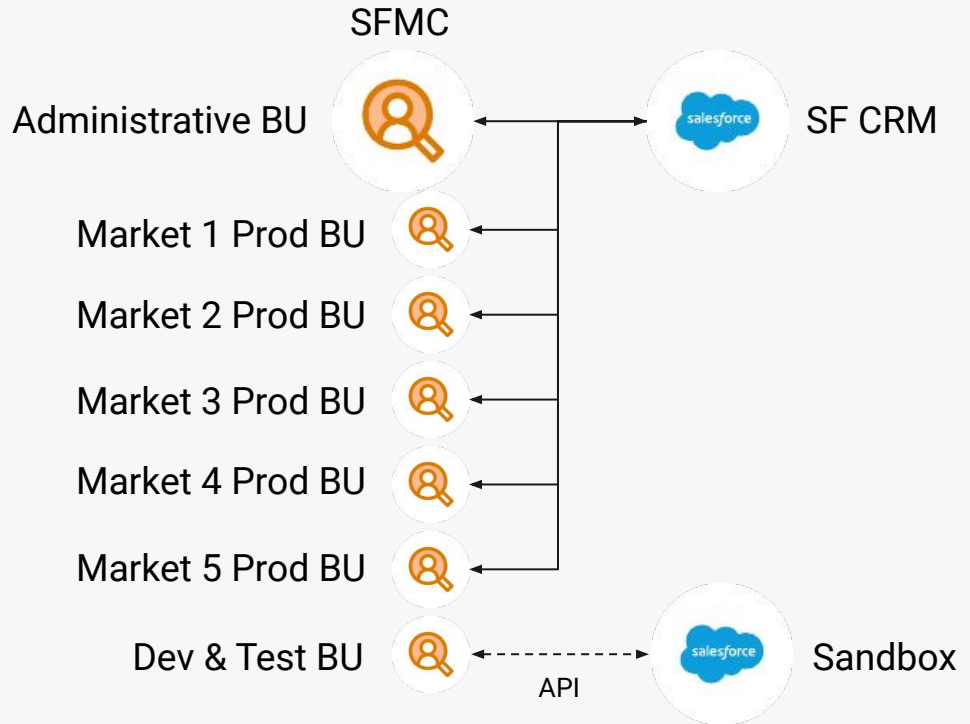 SFMC
Administrative BU
salesforce
SF CRM
Market 1 Prod BU
Market 2 Prod BU
Market 3 Prod BU
Market 4 Prod BU
Market 5 Prod BU
Dev & Test BU
API
salesforce
Sandbox